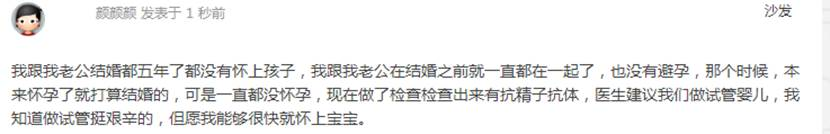 颜颜颜 发表于 1 秒前
沙发
我跟我老公结婚都五年了都没有怀上孩子，我跟我老公在结婚之前就一直都在一起了，也没有避孕，那个时候，本
来怀孕了就打算结婚的，可是一直都没怀孕，现在做了检查检查出来有抗精子抗体，医生建议我们做试管婴儿，我
知道做试管挺艰辛的，但愿我能够很快就怀上宝宝。